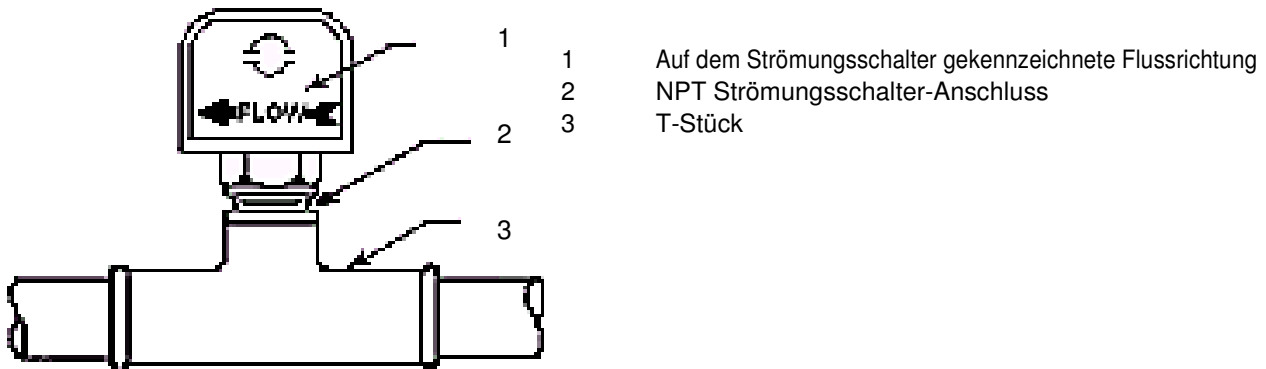 1
1 Auf dem Strömungsschalter gekennzeichnete Flussrichtung
2 NPT Strömungsschalter-Anschluss
3 T-Stück
FLOW
2
3